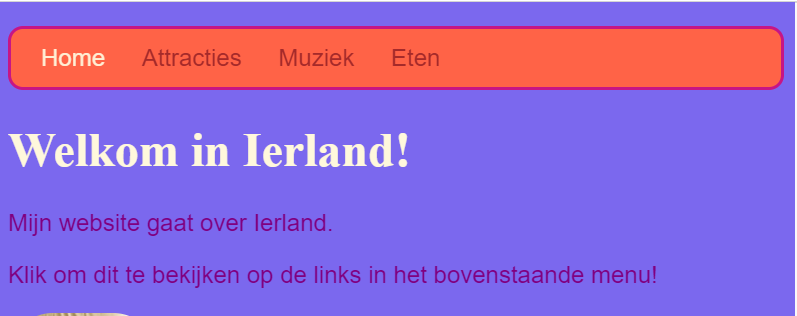 Home Attracties Muziek Eten
Welkom in Ierland!
Mijn website gaat over Ierland.
Klik om dit te bekijken op de links in het bovenstaande menu!